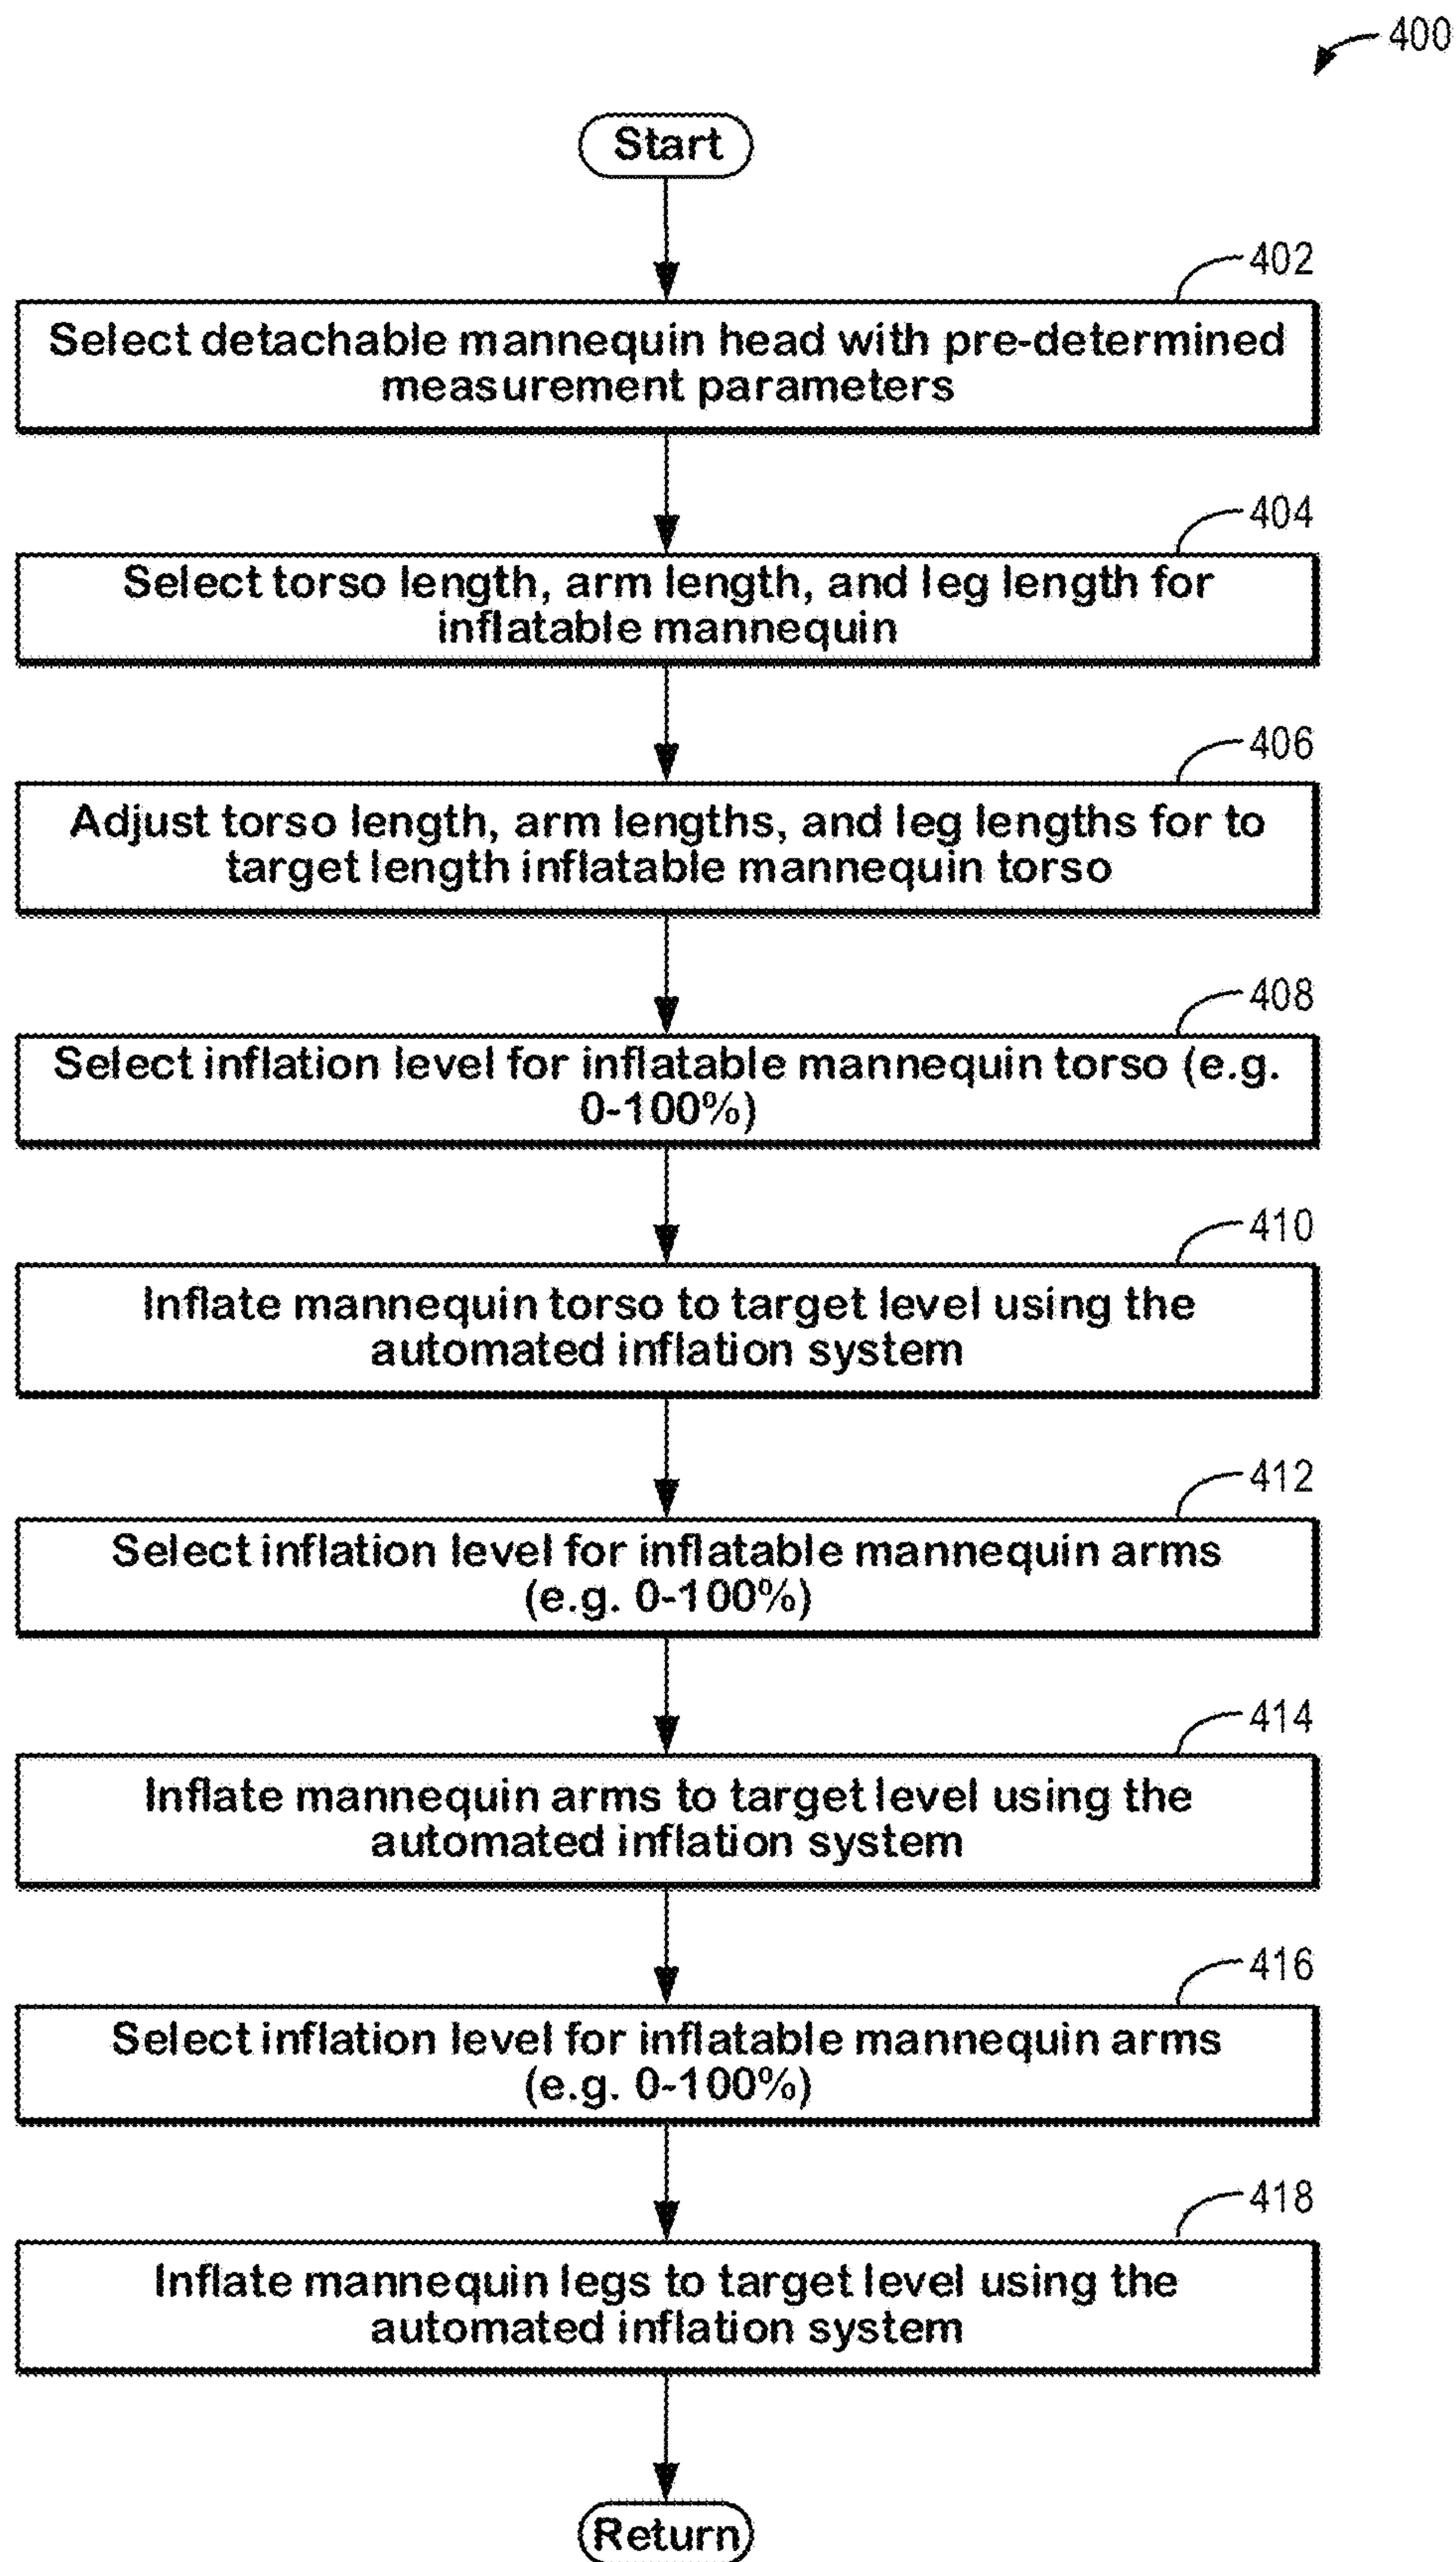 400
Start
402
Select detachable mannequin head with pre-determined
measurement parameters
404
Select torso length, arm length, and leg length for
inflatable mannequin
406
Adjust torso length, arm lengths, and leg lengths for to
target length inflatable mannequin torso
408
Select inflation level for inflatable mannequin torso (e.g.
0-100%)
410
Inflate mannequin torso to target level using the
automated inflation system
412
Select inflation level for inflatable mannequin arms
(e.g. 0-100%)
414
Inflate mannequin arms to target level using the
automated inflation system
416
Select inflation level for inflatable mannequin arms
(e.g. 0-100%)
418
Inflate mannequin legs to target level using the
automated inflation system
Return